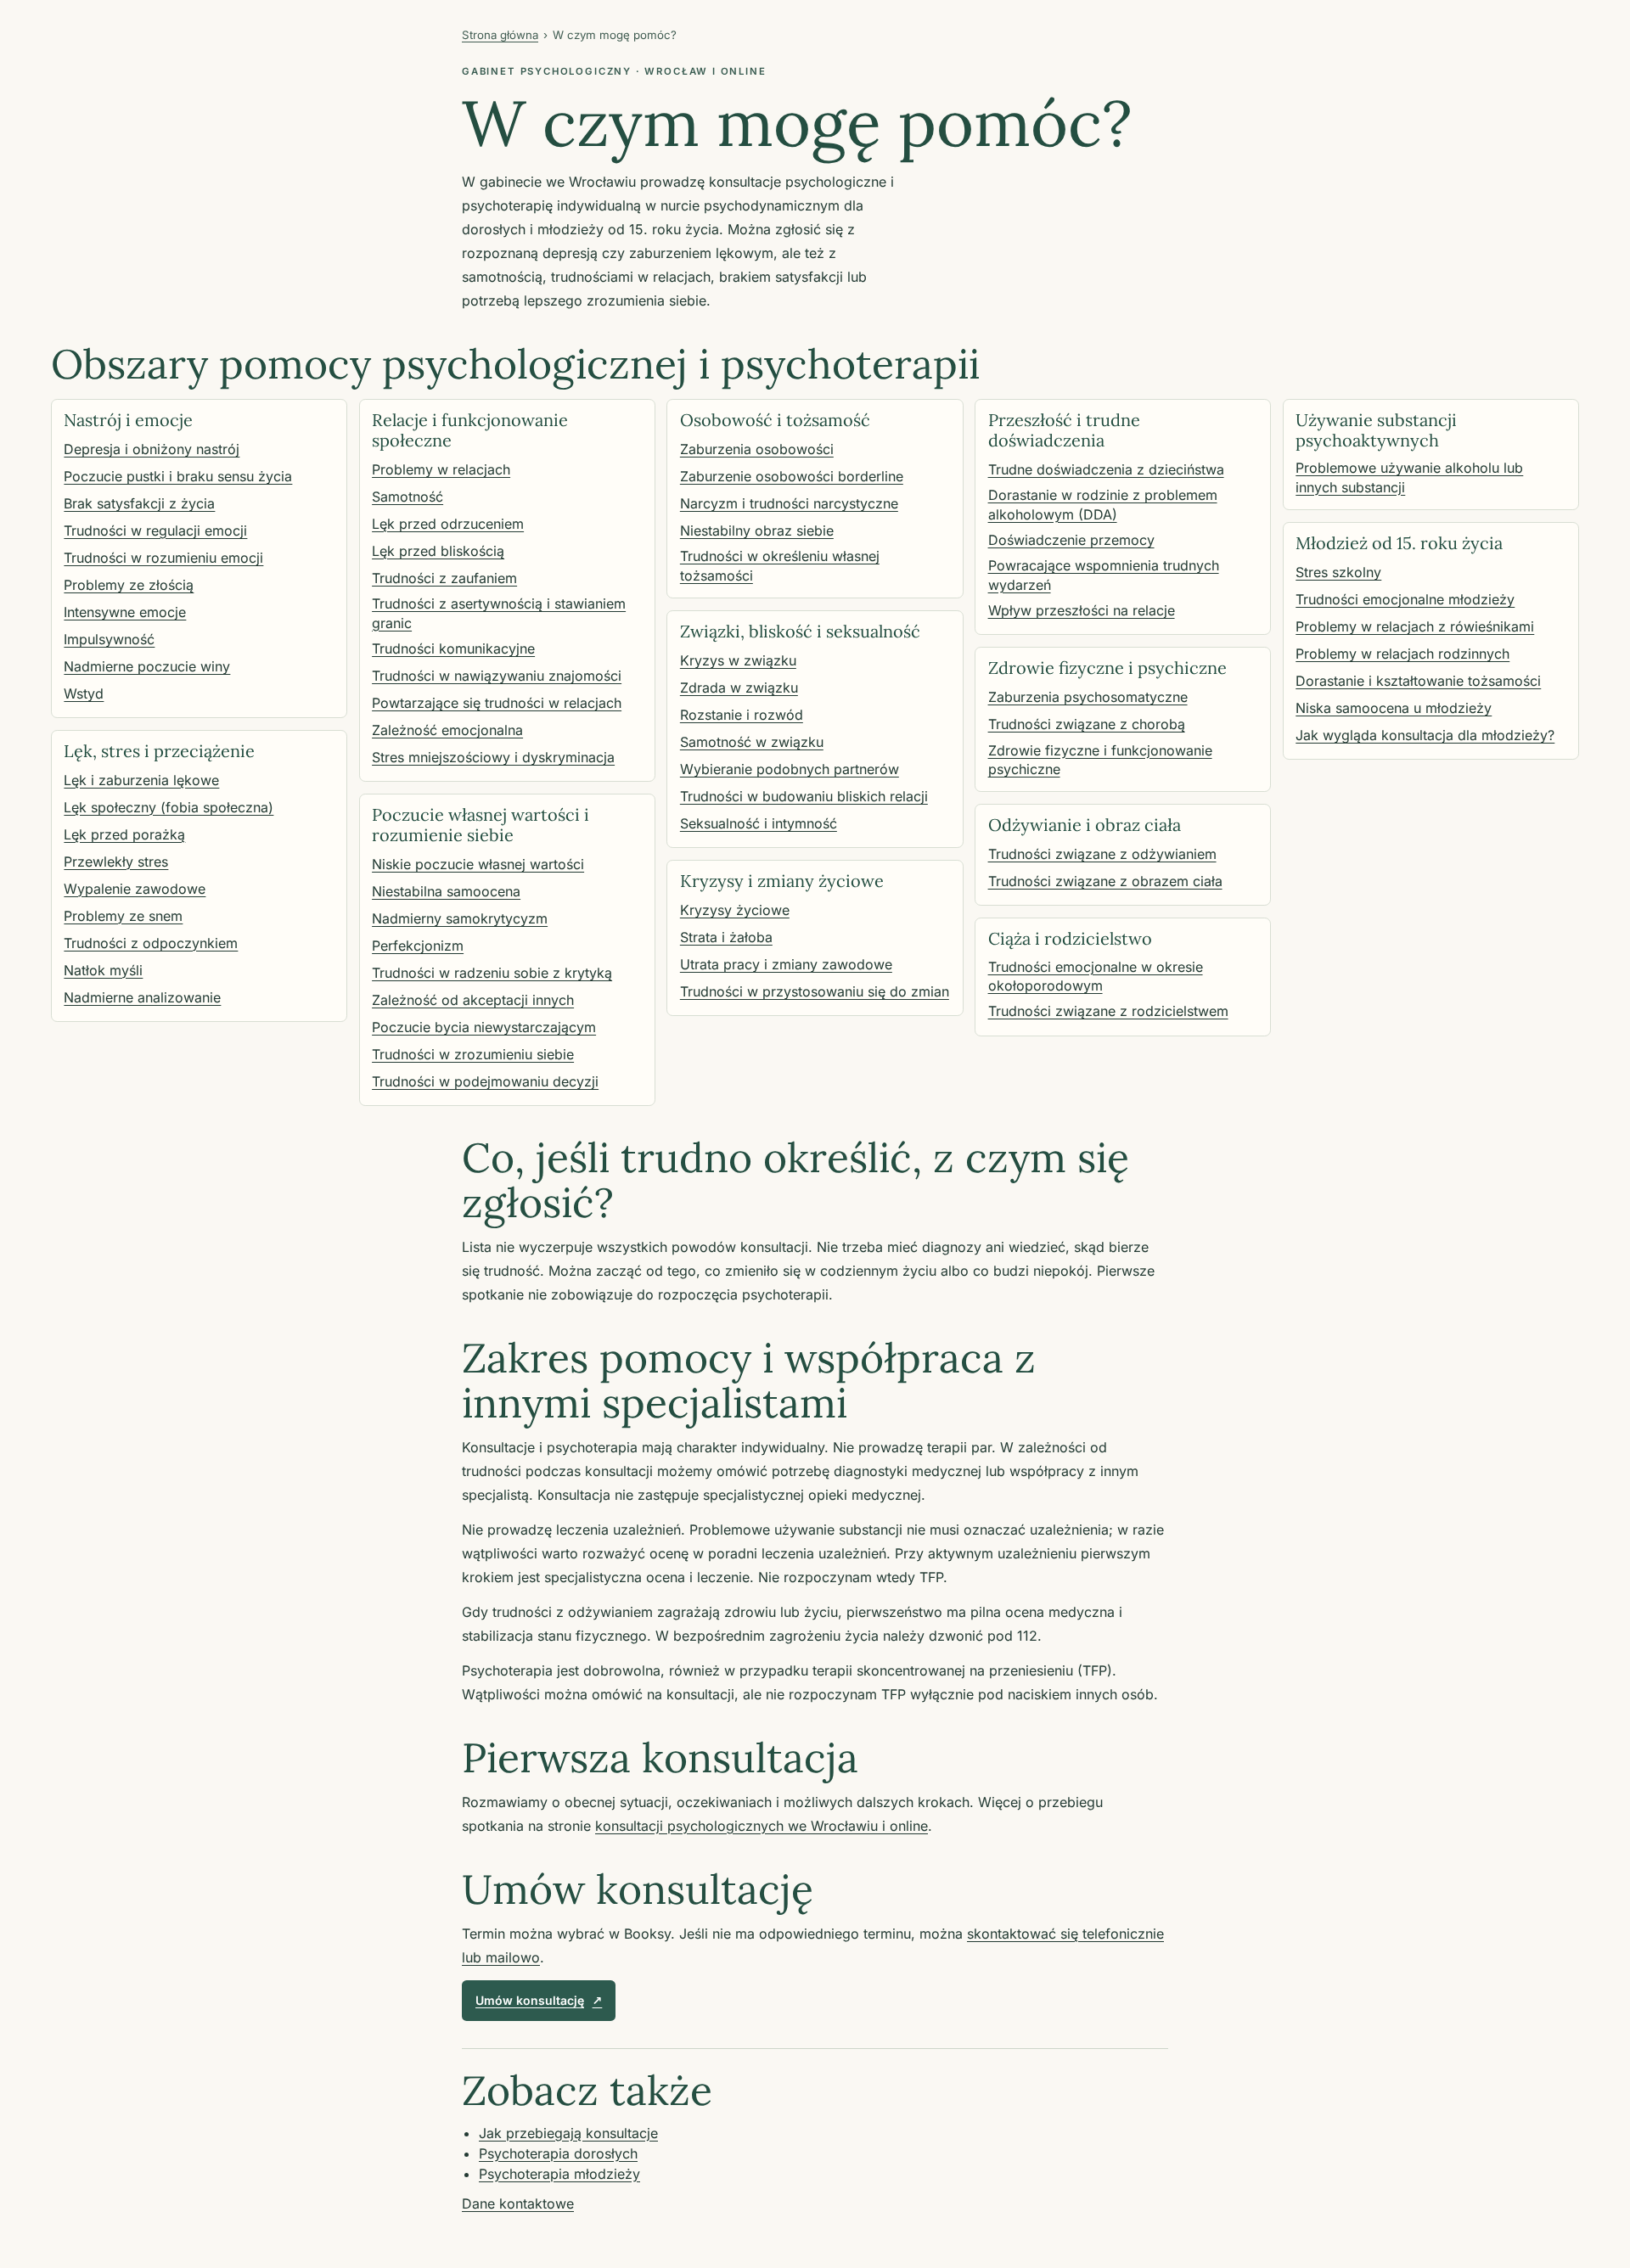 Strona główna › W czym mogę pomóc?
GABINET PSYCHOLOGICZNY · WROCŁAW I ONLINE
W czym mogę pomóc?
W gabinecie we Wrocławiu prowadzę konsultacje psychologiczne i
psychoterapię indywidualną w nurcie psychodynamicznym dla
dorosłych i młodzieży od 15. roku życia. Można zgłosić się z
rozpoznaną depresją czy zaburzeniem lękowym, ale też z
samotnością, trudnościami w relacjach, brakiem satysfakcji lub
potrzebą lepszego zrozumienia siebie.
Obszary pomocy psychologicznej i psychoterapii
Nastrój i emocje
Depresja i obniżony nastrój
Poczucie pustki i braku sensu życia
Brak satysfakcji z życia
Trudności w regulacji emocji
Trudności w rozumieniu emocji
Problemy ze złością
Intensywne emocje
Impulsywność
Nadmierne poczucie winy
Wstyd
Lęk, stres i przeciążenie
Lęk i zaburzenia lękowe
Lęk społeczny (fobia społeczna)
Lęk przed porażką
Przewlekły stres
Wypalenie zawodowe
Problemy ze snem
Trudności z odpoczynkiem
Natłok myśli
Nadmierne analizowanie
Relacje i funkcjonowanie
społeczne
Problemy w relacjach
Samotność
Lęk przed odrzuceniem
Lęk przed bliskością
Trudności z zaufaniem
Trudności z asertywnością i stawianiem
granic
Trudności komunikacyjne
Trudności w nawiązywaniu znajomości
Powtarzające się trudności w relacjach
Zależność emocjonalna
Stres mniejszościowy i dyskryminacja
Poczucie własnej wartości i
rozumienie siebie
Niskie poczucie własnej wartości
Niestabilna samoocena
Nadmierny samokrytycyzm
Perfekcjonizm
Trudności w radzeniu sobie z krytyką
Zależność od akceptacji innych
Poczucie bycia niewystarczającym
Trudności w zrozumieniu siebie
Trudności w podejmowaniu decyzji
Osobowość i tożsamość
Zaburzenia osobowości
Zaburzenie osobowości borderline
Narcyzm i trudności narcystyczne
Niestabilny obraz siebie
Trudności w określeniu własnej
tożsamości
Związki, bliskość i seksualność
Kryzys w związku
Zdrada w związku
Rozstanie i rozwód
Samotność w związku
Wybieranie podobnych partnerów
Trudności w budowaniu bliskich relacji
Seksualność i intymność
Kryzysy i zmiany życiowe
Kryzysy życiowe
Strata i żałoba
Utrata pracy i zmiany zawodowe
Trudności w przystosowaniu się do zmian
Przeszłość i trudne
doświadczenia
Trudne doświadczenia z dzieciństwa
Dorastanie w rodzinie z problemem
alkoholowym (DDA)
Doświadczenie przemocy
Powracające wspomnienia trudnych
wydarzeń
Wpływ przeszłości na relacje
Zdrowie fizyczne i psychiczne
Zaburzenia psychosomatyczne
Trudności związane z chorobą
Zdrowie fizyczne i funkcjonowanie
psychiczne
Odżywianie i obraz ciała
Trudności związane z odżywianiem
Trudności związane z obrazem ciała
Ciąża i rodzicielstwo
Trudności emocjonalne w okresie
okołoporodowym
Trudności związane z rodzicielstwem
Używanie substancji
psychoaktywnych
Problemowe używanie alkoholu lub
innych substancji
Młodzież od 15. roku życia
Stres szkolny
Trudności emocjonalne młodzieży
Problemy w relacjach z rówieśnikami
Problemy w relacjach rodzinnych
Dorastanie i kształtowanie tożsamości
Niska samoocena u młodzieży
Jak wygląda konsultacja dla młodzieży?
Co, jeśli trudno określić, z czym się
zgłosić?
Lista nie wyczerpuje wszystkich powodów konsultacji. Nie trzeba mieć diagnozy ani wiedzieć, skąd bierze
się trudność. Można zacząć od tego, co zmieniło się w codziennym życiu albo co budzi niepokój. Pierwsze
spotkanie nie zobowiązuje do rozpoczęcia psychoterapii.
Zakres pomocy i współpraca z
innymi specjalistami
Konsultacje i psychoterapia mają charakter indywidualny. Nie prowadzę terapii par. W zależności od
trudności podczas konsultacji możemy omówić potrzebę diagnostyki medycznej lub współpracy z innym
specjalistą. Konsultacja nie zastępuje specjalistycznej opieki medycznej.
Nie prowadzę leczenia uzależnień. Problemowe używanie substancji nie musi oznaczać uzależnienia; w razie
wątpliwości warto rozważyć ocenę w poradni leczenia uzależnień. Przy aktywnym uzależnieniu pierwszym
krokiem jest specjalistyczna ocena i leczenie. Nie rozpoczynam wtedy TFP.
Gdy trudności z odżywianiem zagrażają zdrowiu lub życiu, pierwszeństwo ma pilna ocena medyczna i
stabilizacja stanu fizycznego. W bezpośrednim zagrożeniu życia należy dzwonić pod 112.
Psychoterapia jest dobrowolna, również w przypadku terapii skoncentrowanej na przeniesieniu (TFP).
Wątpliwości można omówić na konsultacji, ale nie rozpoczynam TFP wyłącznie pod naciskiem innych osób.
Pierwsza konsultacja
Rozmawiamy o obecnej sytuacji, oczekiwaniach i możliwych dalszych krokach. Więcej o przebiegu
spotkania na stronie konsultacji psychologicznych we Wrocławiu i online.
Umów konsultację
Termin można wybrać w Booksy. Jeśli nie ma odpowiedniego terminu, można skontaktować się telefonicznie
lub mailowo.
Umów konsultację ↗
Zobacz także
• Jak przebiegają konsultacje
• Psychoterapia dorosłych
• Psychoterapia młodzieży
Dane kontaktowe